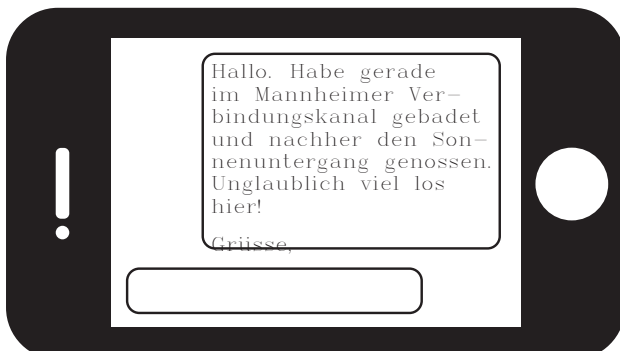 Hallo. Habe gerade
im Mannheimer Ver-
bindungskanal gebadet
und nachher den Son-
nenuntergang genossen.
Unglaublich viel los
hier!
Grüsse,